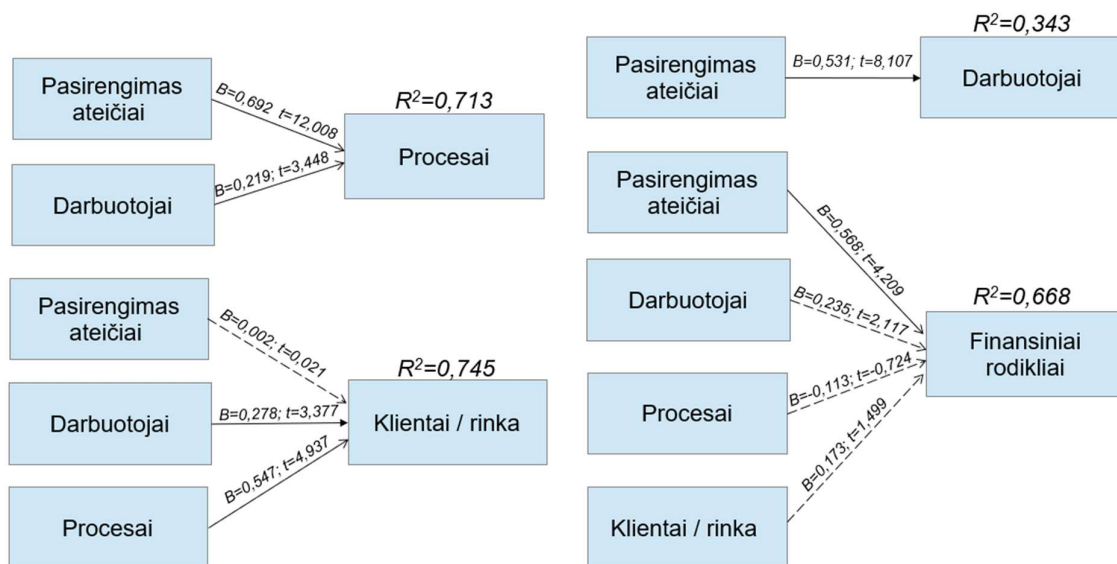 Pasirengimas
ateičiai
B=0,692 t=12,008
R²=0,713
Procesai
Darbuotojai
B=0,219; t=3,448
Pasirengimas
ateičiai
B=0,002; t=0,021
R²=0,745
Darbuotojai
B=0,278; t=3,377
Klientai / rinka
B=0,547; t=4,937
Procesai
R²=0,343
Pasirengimas
ateičiai
B=0,531; t=8,107
Darbuotojai
Pasirengimas
ateičiai
B=0,568; t=4,209
R²=0,668
Darbuotojai
B=0,235; t=2,117
Finansiniai
rodikliai
Procesai
B=-0,113; t=-0,724
B=0,173; t=1,499
Klientai / rinka